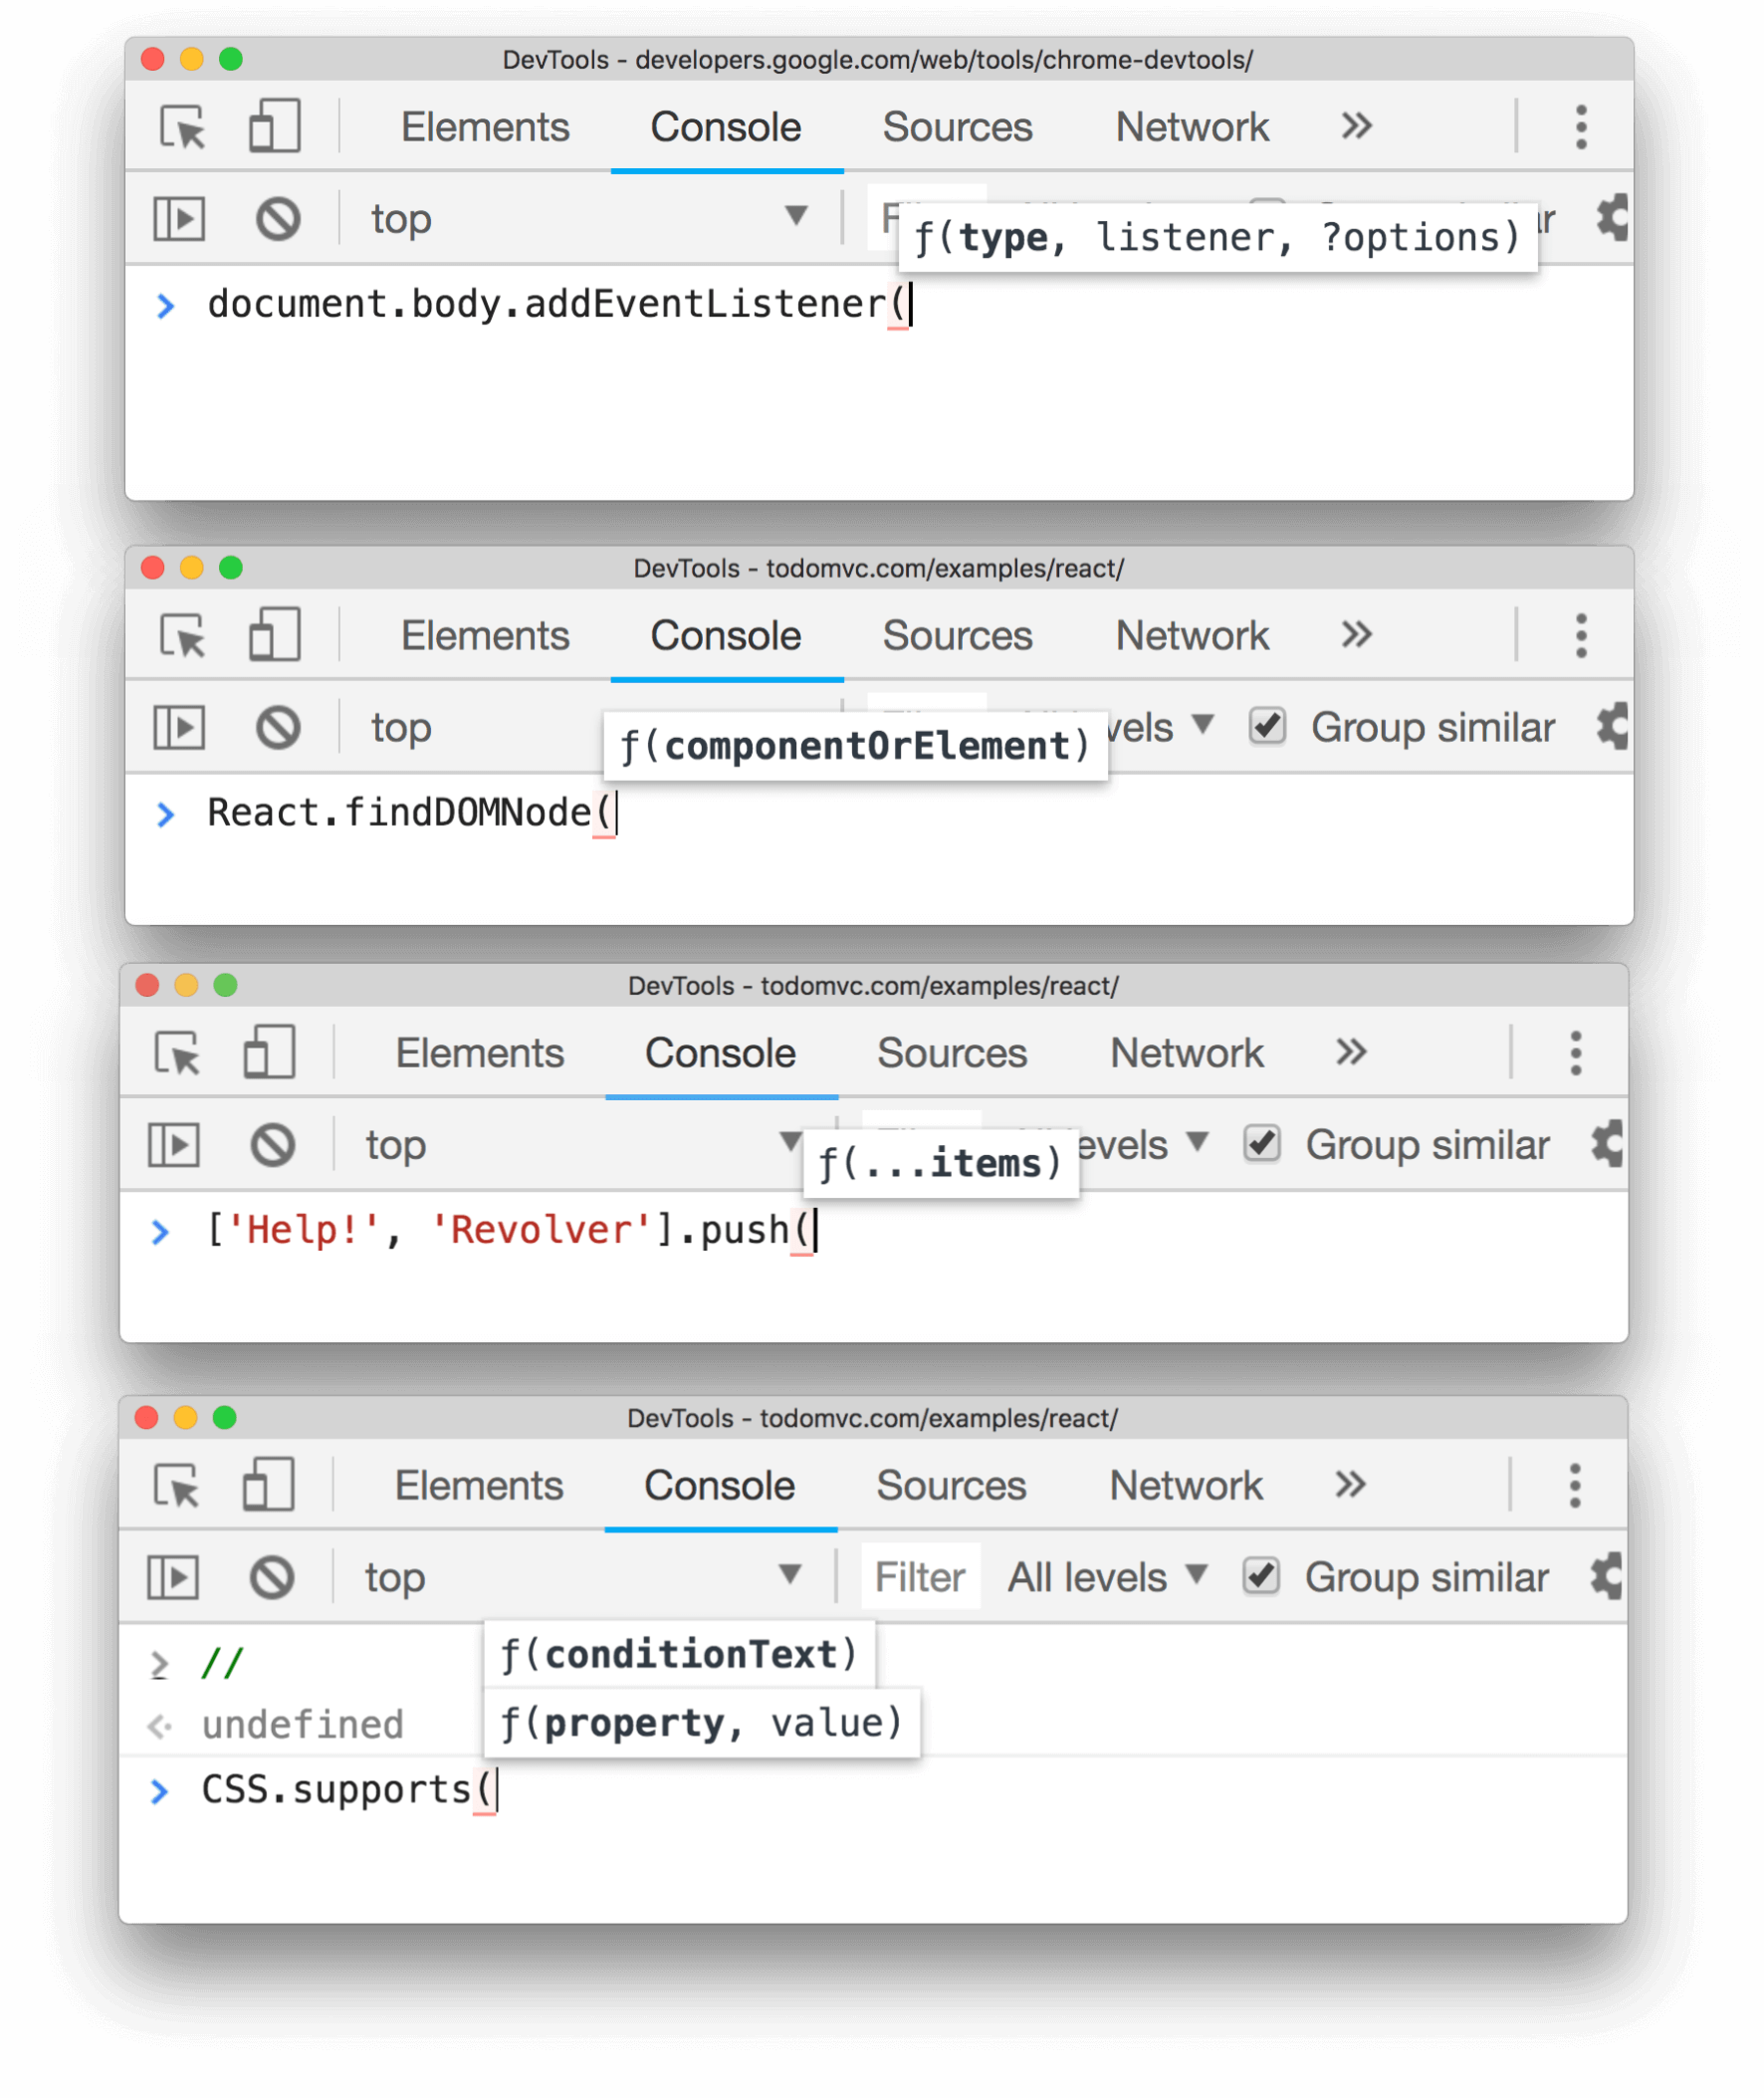 DevTools - developers.google.com/web/tools/chrome-devtools/
Elements Console Sources Network »
top
ƒ(type, listener, ?options)
> document.body.addEventListener(
DevTools - todomvc.com/examples/react/
Elements Console Sources Network »
top Group similar
ƒ(componentOrElement)
> React.findDOMNode(
DevTools - todomvc.com/examples/react/
Elements Console Sources Network »
top Group similar
ƒ(...items)
> ['Help!', 'Revolver'].push(
DevTools - todomvc.com/examples/react/
Elements Console Sources Network »
top Filter All levels Group similar
> //
ƒ(conditionText)
undefined
ƒ(property, value)
> CSS.supports(